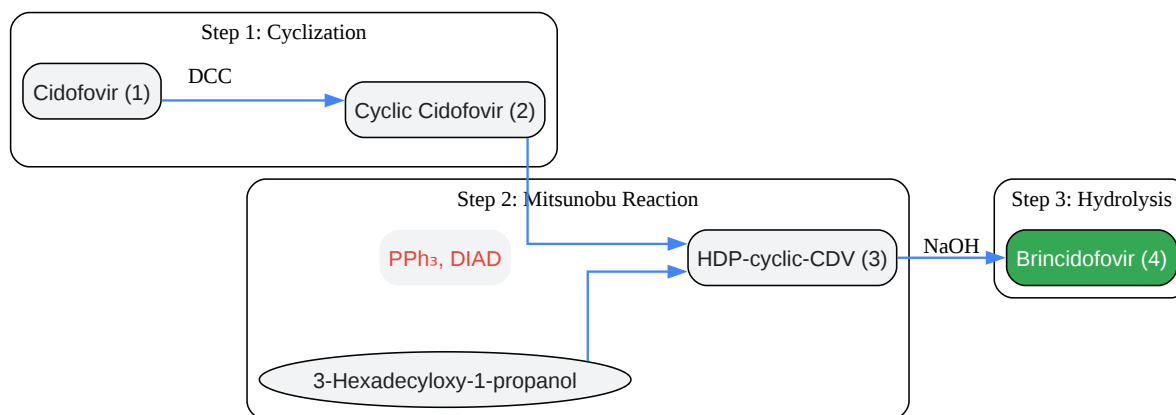 Step 1: Cyclization
Cidofovir (1)
DCC
Cyclic Cidofovir (2)
Step 2: Mitsunobu Reaction
PPh₃, DIAD
HDP-cyclic-CDV (3)
3-Hexadecyloxy-1-propanol
NaOH
Step 3: Hydrolysis
Brincidofovir (4)